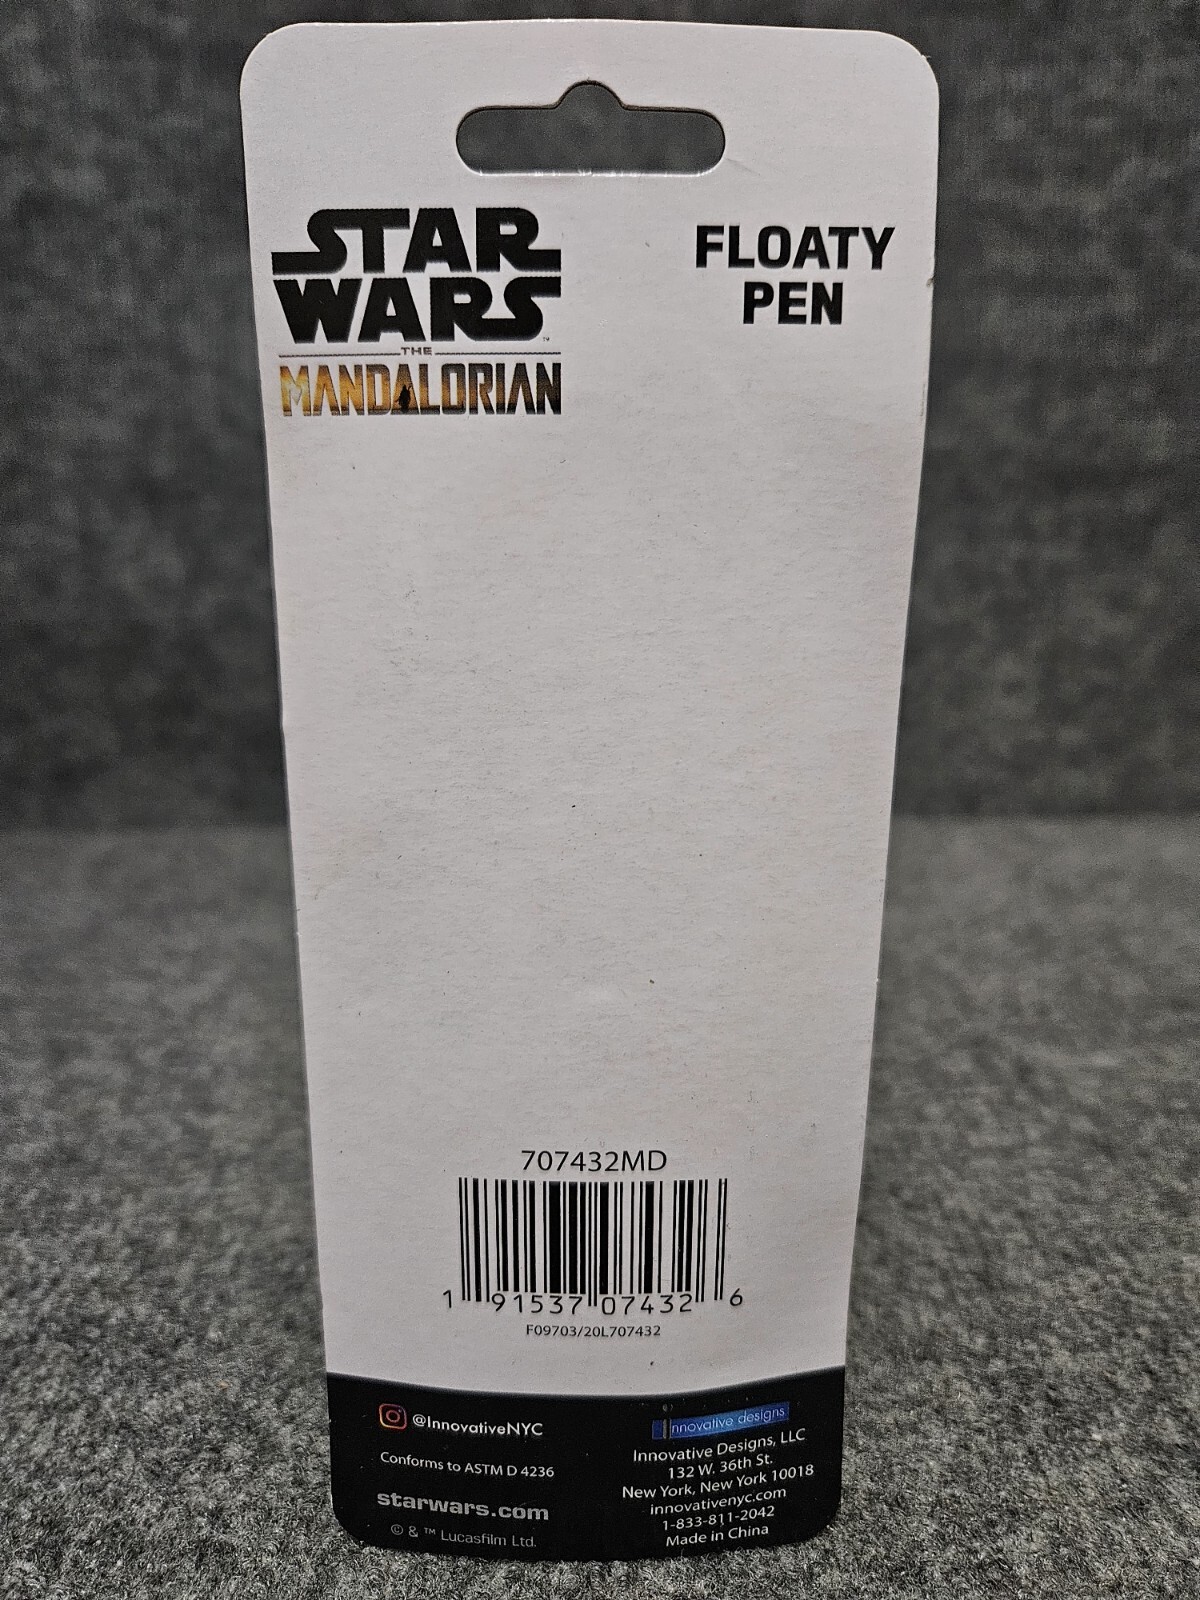 STAR
WARS
THE
MANDALORIAN
FLOATY
PEN
707432MD
1 91537 07432 6
F09703/20L707432
@InnovativeNYC
Conforms to ASTM D 4236
starwars.com
© & ™ Lucasfilm Ltd.
innovative designs
Innovative Designs, LLC
132 W. 36th St.
New York, New York 10018
innovativenyc.com
1-833-811-2042
Made in China